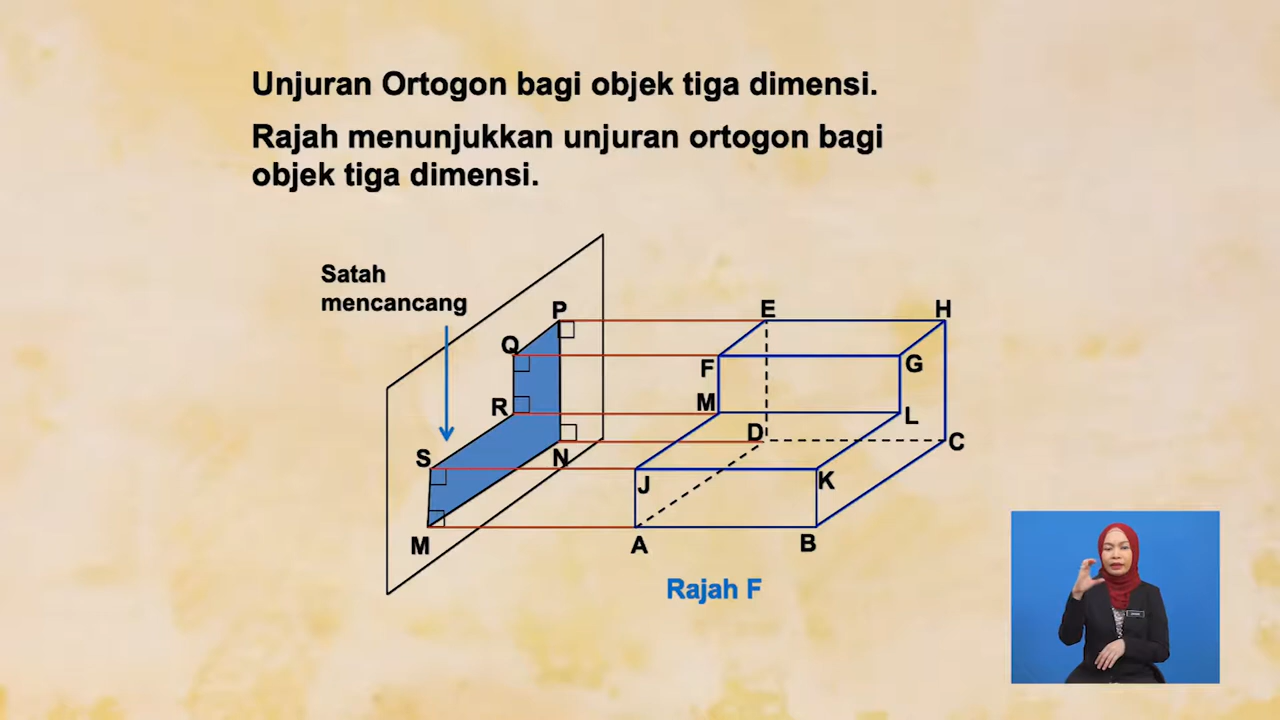 Unjuran Ortogon bagi objek tiga dimensi.
Rajah menunjukkan unjuran ortogon bagi
objek tiga dimensi.
Satah
mencancang
P
E
H
Q
F
G
R
M
L
D
C
S
N
J
K
M
A
B
Rajah F